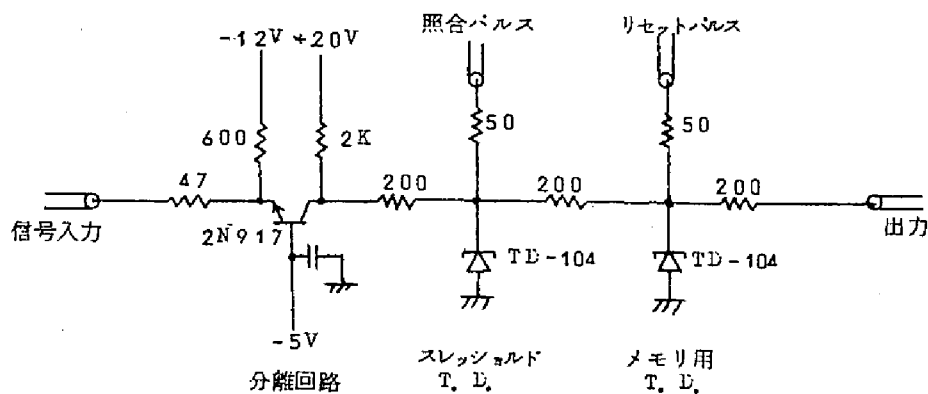 照合パルス
リセットパルス
-12V +20V
600
2K
50
50
47
200
200
200
信号入力
2N917
TD-104
TD-104
出力
-5V
分離回路
スレッショルド
T. D.
メモリ用
T. D.